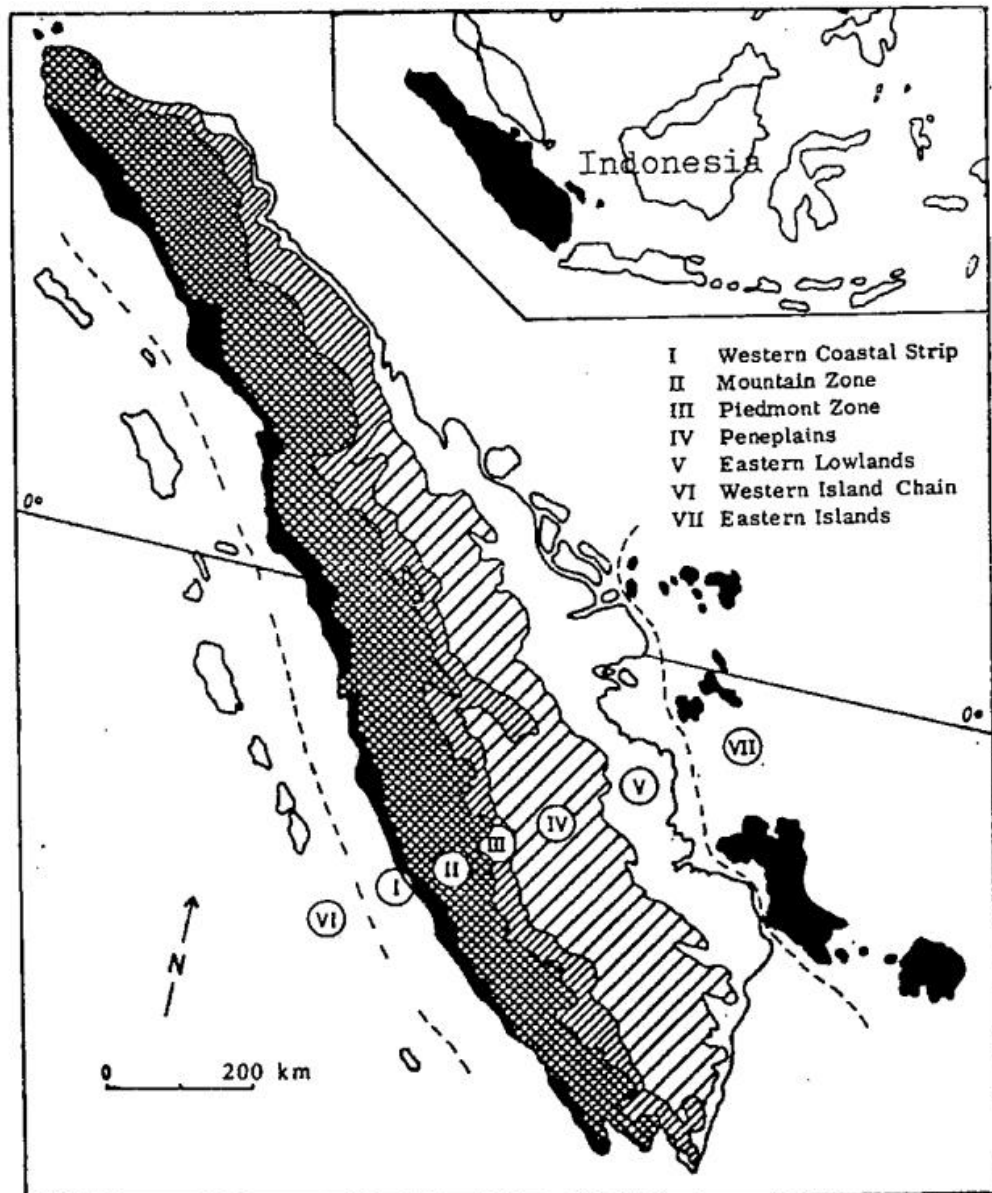 Indonesia
I Western Coastal Strip
II Mountain Zone
III Piedmont Zone
IV Peneplains
V Eastern Lowlands
VI Western Island Chain
VII Eastern Islands
0°
0°
VII
V
IV
III
II
I
VI
N
0 200 km